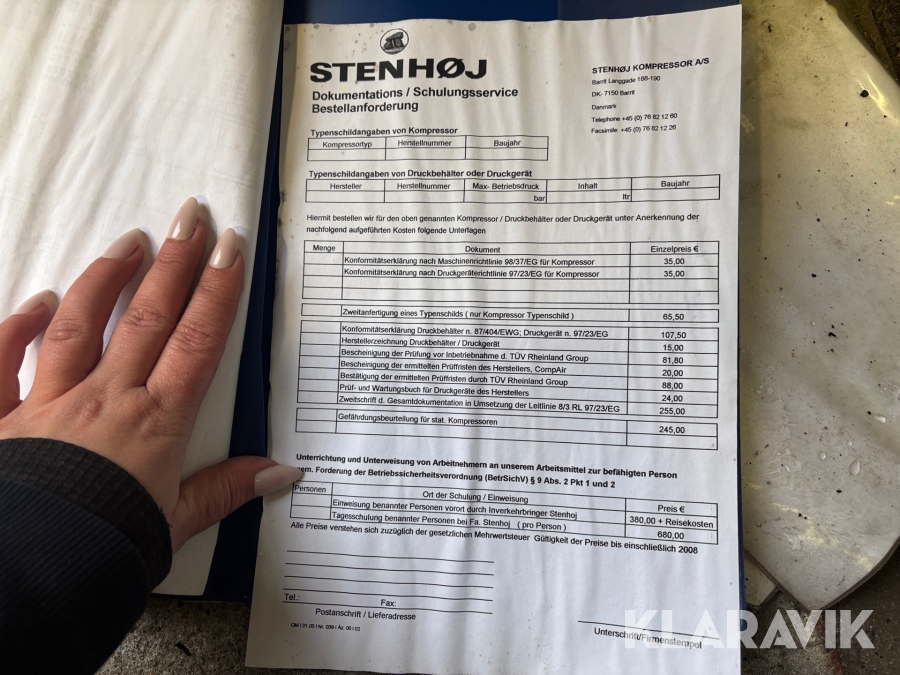 STENHØJ
Dokumentations / Schulungsservice
Bestellanforderung
STENHØJ KOMPRESSOR A/S
Barrit Langgade 188-190
DK- 7150 Barrit
Danmark
Telephone +45 (0) 76 82 12 60
Facsimile +45 (0) 76 82 12 26
Typenschildangaben von Kompressor
Kompressortyp Herstellnummer Baujahr
Typenschildangaben von Druckbehälter oder Druckgerät
Hersteller Herstellnummer Max- Betriebsdruck Inhalt Baujahr
bar ltr
Hiermit bestellen wir für den oben genannten Kompressor / Druckbehälter oder Druckgerät unter Anerkennung der
nachfolgend aufgeführten Kosten folgende Unterlagen
Menge Dokument Einzelpreis €
Konformitätserklärung nach Maschinenrichtlinie 98/37/EG für Kompressor 35,00
Konformitätserklärung nach Druckgeräterichtlinie 97/23/EG für Kompressor 35,00
Zweitanfertigung eines Typenschilds ( nur Kompressor Typenschild ) 65,50
Konformitätserklärung Druckbehälter n. 87/404/EWG; Druckgerät n. 97/23/EG 107,50
Herstellerzeichnung Druckbehälter / Druckgerät 15,00
Bescheinigung der Prüfung vor Inbetriebnahme d. TÜV Rheinland Group 81,80
Bescheinigung der ermittelten Prüffristen des Herstellers, CompAir 20,00
Bestätigung der ermittelten Prüffristen durch TÜV Rheinland Group 88,00
Prüf- und Wartungsbuch für Druckgeräte des Herstellers 24,00
Zweitschrift d. Gesamtdokumentation in Umsetzung der Leitlinie 8/3 RL 97/23/EG 255,00
Gefährdungsbeurteilung für stat. Kompressoren 245,00
Unterrichtung und Unterweisung von Arbeitnehmern an unserem Arbeitsmittel zur befähigten Person
gem. Forderung der Betriebssicherheitsverordnung (BetrSichV) § 9 Abs. 2 Pkt 1 und 2
Personen Ort der Schulung / Einweisung Preis €
Einweisung benannter Personen vorort durch Inverkehrbringer Stenhoj 380,00 + Reisekosten
Tagesschulung benannter Personen bei Fa. Stenhoj ( pro Person ) 680,00
Alle Preise verstehen sich zuzüglich der gesetzlichen Mehrwertsteuer Gültigkeit der Preise bis einschließlich 2008
Tel.: Fax:
Postanschrift / Lieferadresse
Unterschrift/Firmenstempel
KLARAVIK